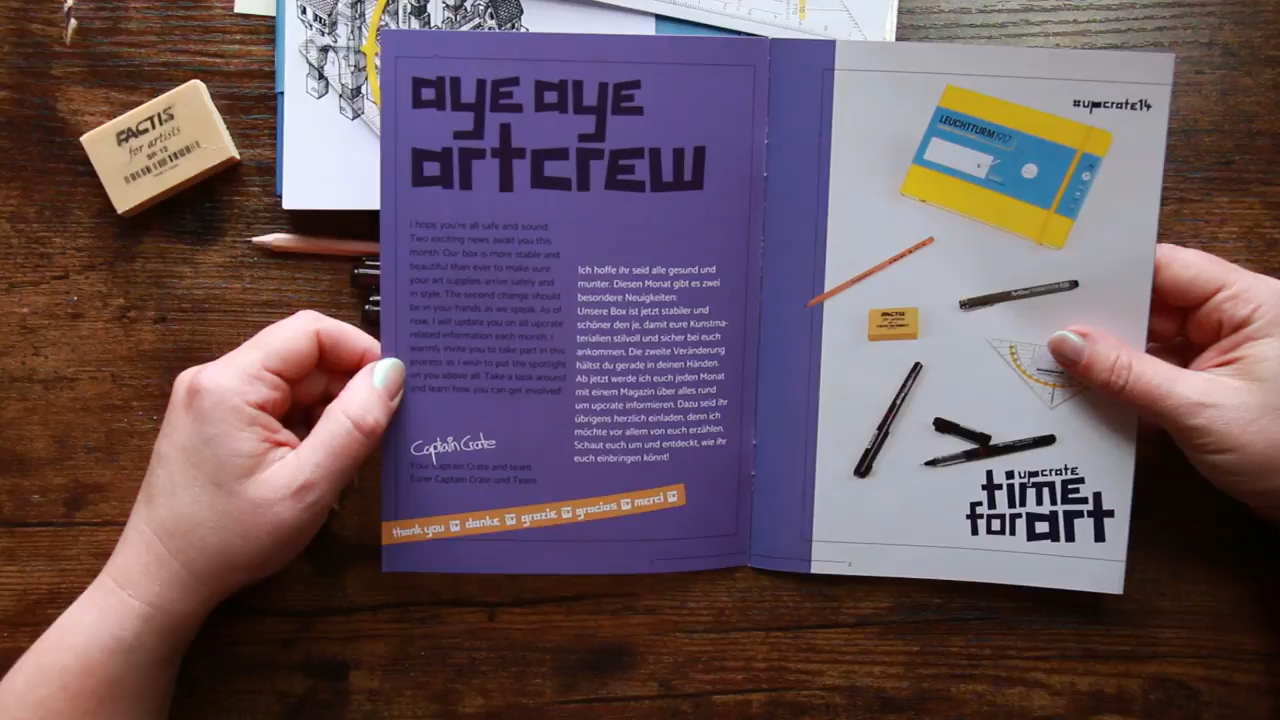 FACTIS
for artists
SR 12
aye aye
artcrew
I hope you're all safe and sound.
Two exciting news await you this
month: Our box is more stable and
beautiful than ever to make sure
your art supplies arrive safely and
in style. The second change should
be in your hands as we speak. As of
now, I will update you on all upcrate
related information each month. I
warmly invite you to take part in this
process as I wish to put the spotlight
on you above all. Take a look around
and learn how you can get involved!
Captain Crate
Your Captain Crate and team
Eurer Captain Crate und Team
Ich hoffe ihr seid alle gesund und
munter. Diesen Monat gibt es zwei
besondere Neuigkeiten:
Unsere Box ist jetzt stabiler und
schöner den je, damit eure Kunstma-
terialien stilvoll und sicher bei euch
ankommen. Die zweite Veränderung
hältst du gerade in deinen Händen.
Ab jetzt werde ich euch jeden Monat
mit einem Magazin über alles rund
um upcrate informieren. Dazu seid ihr
übrigens herzlich einladen, denn ich
möchte vor allem von euch erzählen.
Schaut euch um und entdeckt, wie ihr
euch einbringen könnt!
thank you danke grazie gracias merci
#upcrate14
LEUCHTTURM1917
FACTIS
for artists
upcrate
time
for art